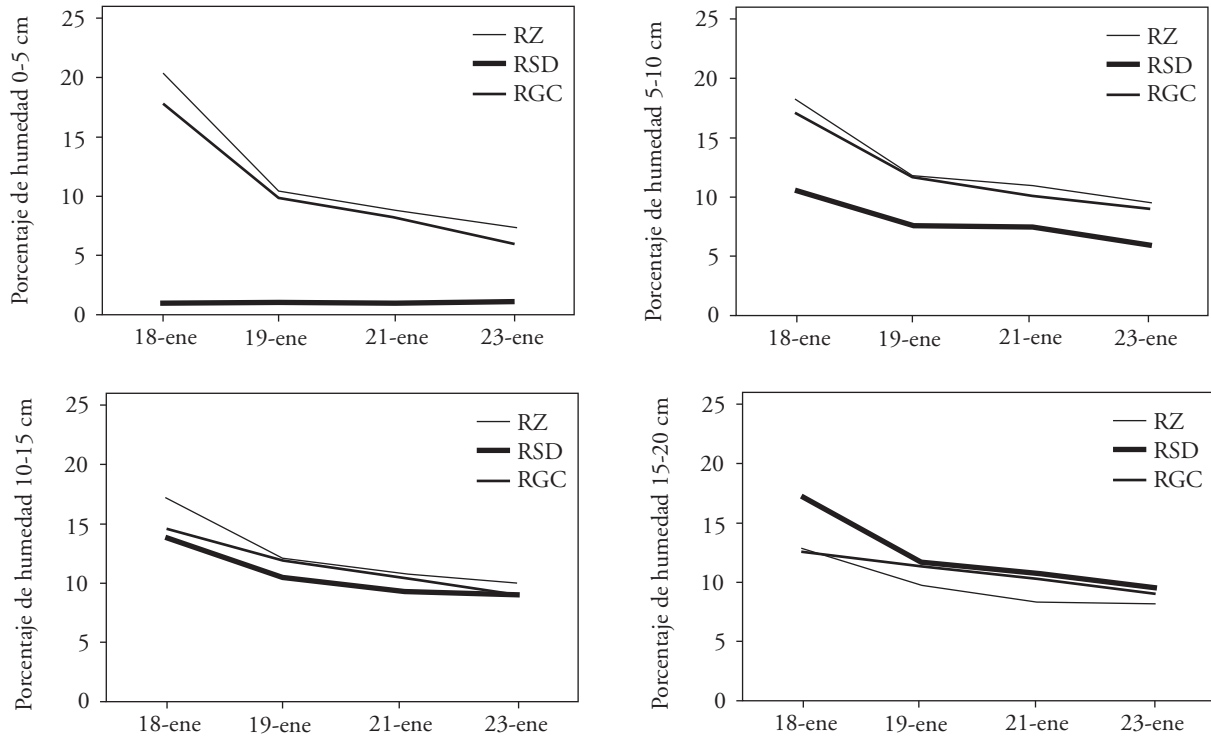 Porcentaje de humedad 0-5 cm
25
20
15
10
5
0
RZ
RSD
RGC
18-ene
19-ene
21-ene
23-ene
Porcentaje de humedad 5-10 cm
25
20
15
10
5
0
RZ
RSD
RGC
18-ene
19-ene
21-ene
23-ene
Porcentaje de humedad 10-15 cm
25
20
15
10
5
0
RZ
RSD
RGC
18-ene
19-ene
21-ene
23-ene
Porcentaje de humedad 15-20 cm
25
20
15
10
5
0
RZ
RSD
RGC
18-ene
19-ene
21-ene
23-ene